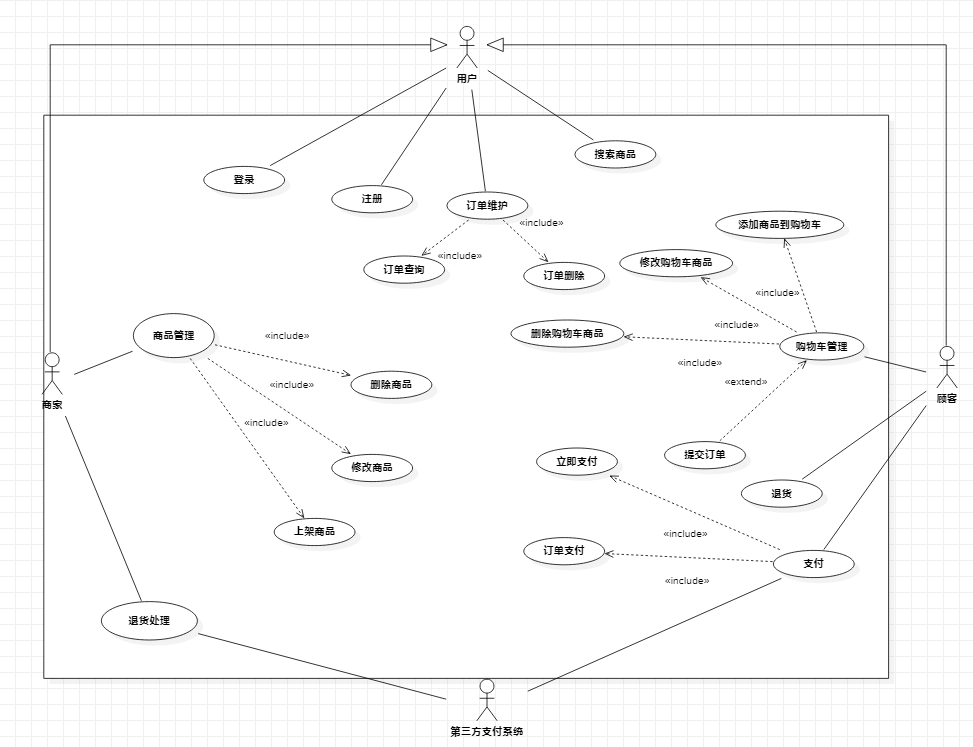 用户
搜索商品
登录
注册
订单维护
«include»
添加商品到购物车
«include»
订单查询
订单删除
修改购物车商品
«include»
商品管理
«include»
«include»
删除购物车商品
购物车管理
«include»
商家
删除商品
«include»
«extend»
顾客
«include»
修改商品
立即支付
提交订单
退货
上架商品
«include»
订单支付
支付
«include»
退货处理
第三方支付系统